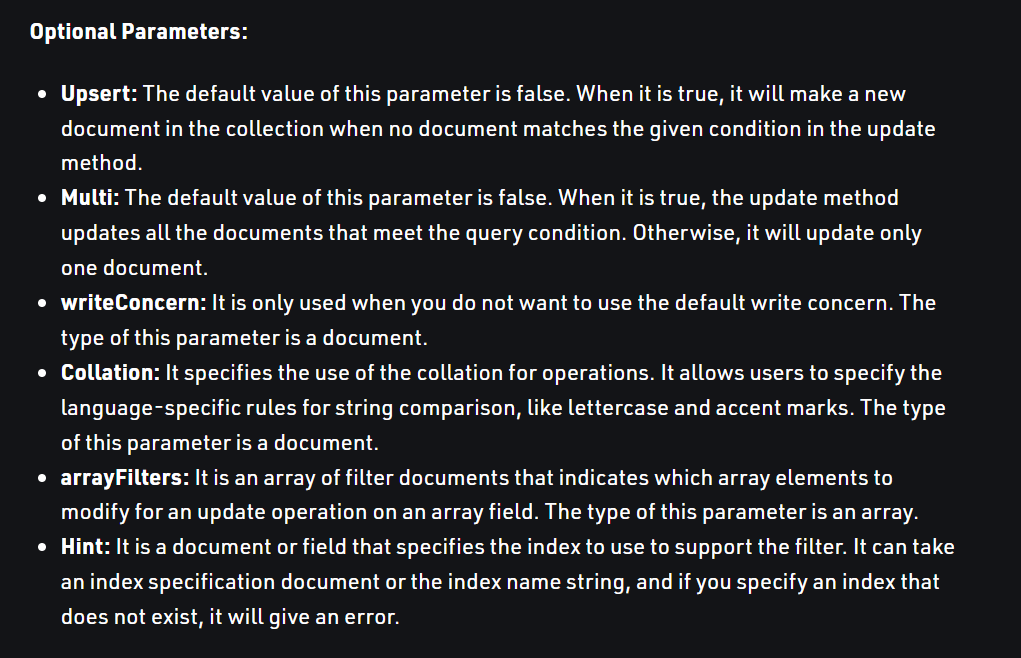 Optional Parameters:
• Upsert: The default value of this parameter is false. When it is true, it will make a new
document in the collection when no document matches the given condition in the update
method.
• Multi: The default value of this parameter is false. When it is true, the update method
updates all the documents that meet the query condition. Otherwise, it will update only
one document.
• writeConcern: It is only used when you do not want to use the default write concern. The
type of this parameter is a document.
• Collation: It specifies the use of the collation for operations. It allows users to specify the
language-specific rules for string comparison, like lettercase and accent marks. The type
of this parameter is a document.
• arrayFilters: It is an array of filter documents that indicates which array elements to
modify for an update operation on an array field. The type of this parameter is an array.
• Hint: It is a document or field that specifies the index to use to support the filter. It can take
an index specification document or the index name string, and if you specify an index that
does not exist, it will give an error.